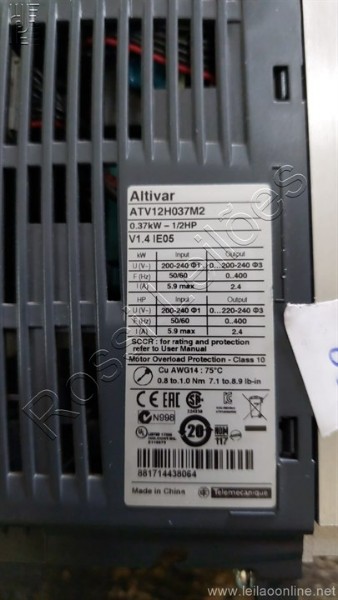 Altivar
ATV12H037M2
0.37kW - 1/2HP
V1.4 IE05
kW Input Output
U (V~) 200-240 Φ1 0...200-240 Φ3
F (Hz) 50/60 0..400
I (A) 5.9 max 2.4
HP Input Output
U (V~) 200-240 Φ1 0...220-240 Φ3
F (Hz) 50/60 0..400
I (A) 5.9 max. 2.4
SCCR : for rating and protection
refer to User Manual
Motor Overload Protection - Class 10
Cu AWG14 : 75°C
0.8 to 1.0 Nm 7.1 to 8.9 lb-in
CE EAC
N998
20
NOM
117
881714438064
Made in China Telemecanique
Rossi Leilões
www.leilaoonline.net